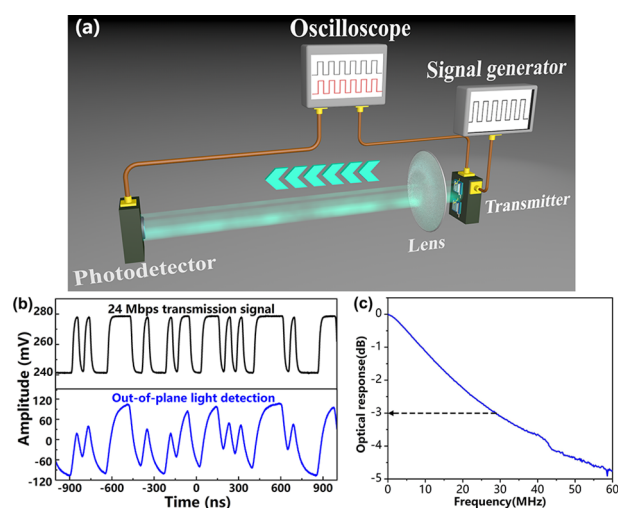 (a)
Oscilloscope
Signal generator
Transmitter
Lens
Photodetector
(b)
24 Mbps transmission signal
280
260
240
Out-of-plane light detection
120
60
0
-60
-120
Amplitude (mV)
-900 -600 -300 0 300 600 900
Time (ns)
(c)
0
-1
-2
-3
-4
-5
Optical response(dB)
0 10 20 30 40 50 60
Frequency(MHz)